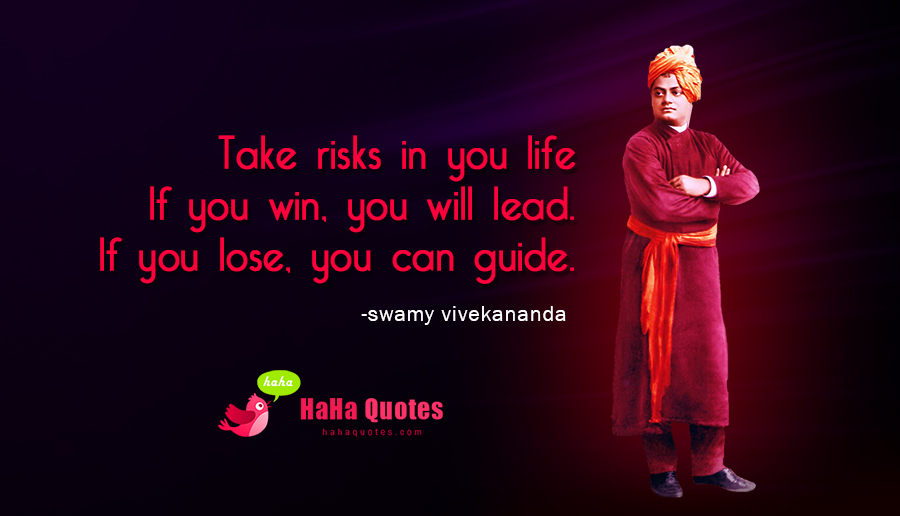 Take risks in you life
If you win, you will lead.
If you lose, you can guide.
-swamy vivekananda
haha
HaHa Quotes
hahaquotes.com